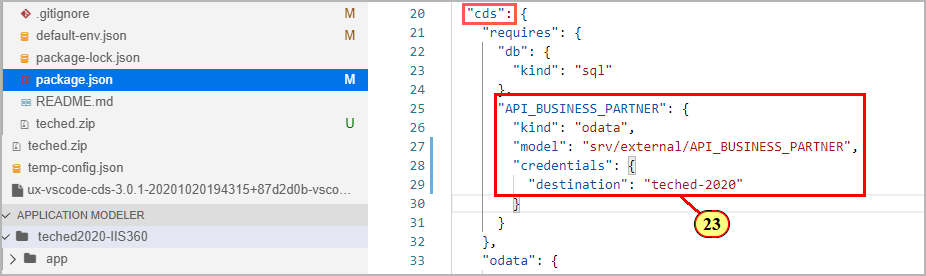 .gitignore M
default-env.json M
package-lock.json
package.json M
README.md
teched.zip U
teched.zip
temp-config.json
ux-vscode-cds-3.0.1-20201020194315+87d2d0b-vsco...
APPLICATION MODELER
teched2020-IIS360
app
20 "cds": {
21 "requires": {
22 "db": {
23 "kind": "sql"
24 },
25 "API_BUSINESS_PARTNER": {
26 "kind": "odata",
27 "model": "srv/external/API_BUSINESS_PARTNER",
28 "credentials": {
29 "destination": "teched-2020"
30 }
31 }
32 },
33 "odata": {
23